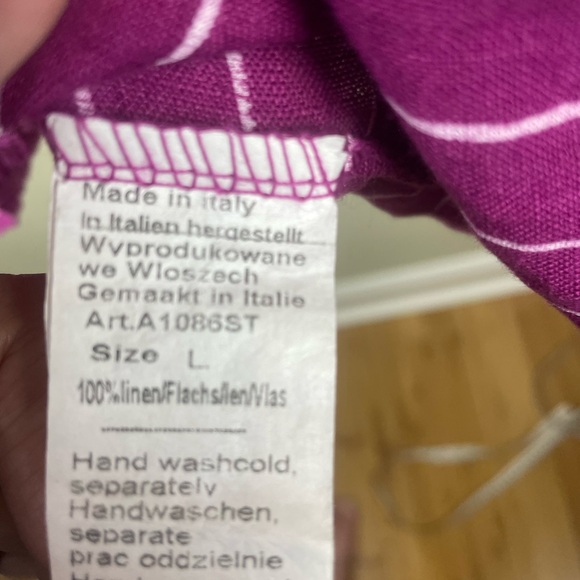 Made in italy
In Italien hergestellt
Wyprodukowane
we Wloszech
Gemaakt in Italie
Art.A1086ST
Size L
100%linen/Flachs/len/Vlas
Hand washcold,
separately
Handwaschen,
separate
prac oddzielnie